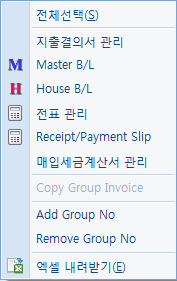 전체선택(S)
지출결의서 관리
M Master B/L
H House B/L
전표 관리
Receipt/Payment Slip
매입세금계산서 관리
Copy Group Invoice
Add Group No
Remove Group No
엑셀 내려받기(E)